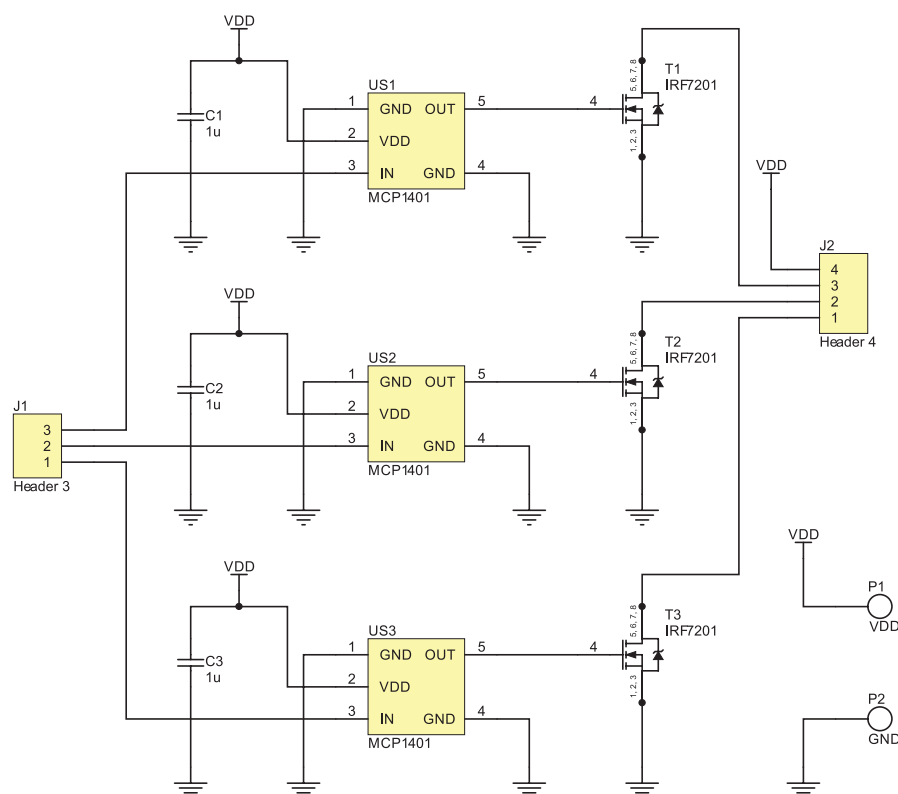 VDD
C1
1u
US1
1 GND OUT 5
2 VDD
3 IN GND 4
MCP1401
4
5, 6, 7, 8
1, 2, 3
T1
IRF7201
VDD
J2
4
3
2
1
Header 4
VDD
C2
1u
US2
1 GND OUT 5
2 VDD
3 IN GND 4
MCP1401
4
5, 6, 7, 8
1, 2, 3
T2
IRF7201
J1
3
2
1
Header 3
VDD
C3
1u
US3
1 GND OUT 5
2 VDD
3 IN GND 4
MCP1401
4
5, 6, 7, 8
1, 2, 3
T3
IRF7201
VDD
P1
VDD
P2
GND